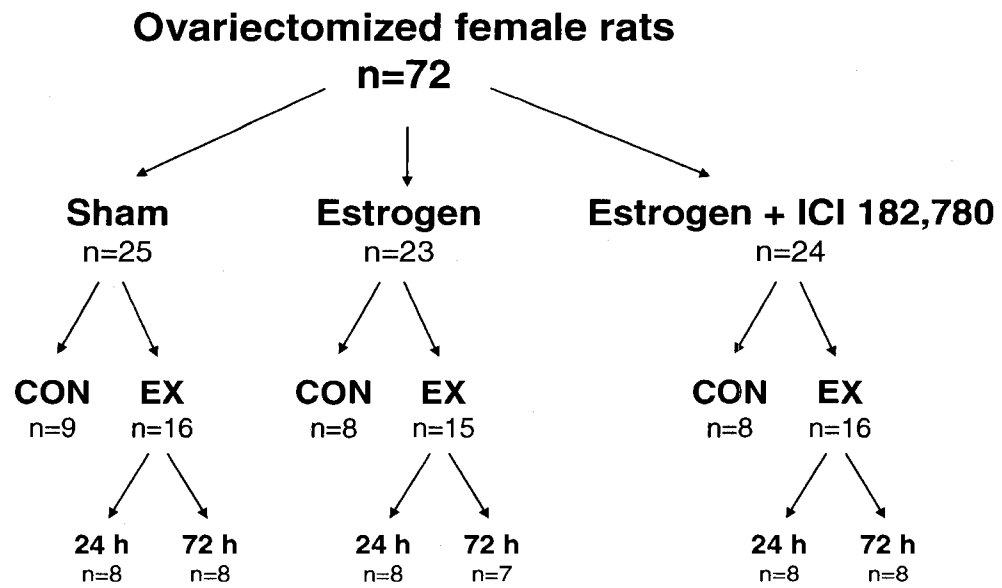 Ovariectomized female rats
n=72
Sham Estrogen Estrogen + ICI 182,780
n=25 n=23 n=24
CON EX CON EX CON EX
n=9 n=16 n=8 n=15 n=8 n=16
24 h 72 h 24 h 72 h 24 h 72 h
n=8 n=8 n=8 n=7 n=8 n=8